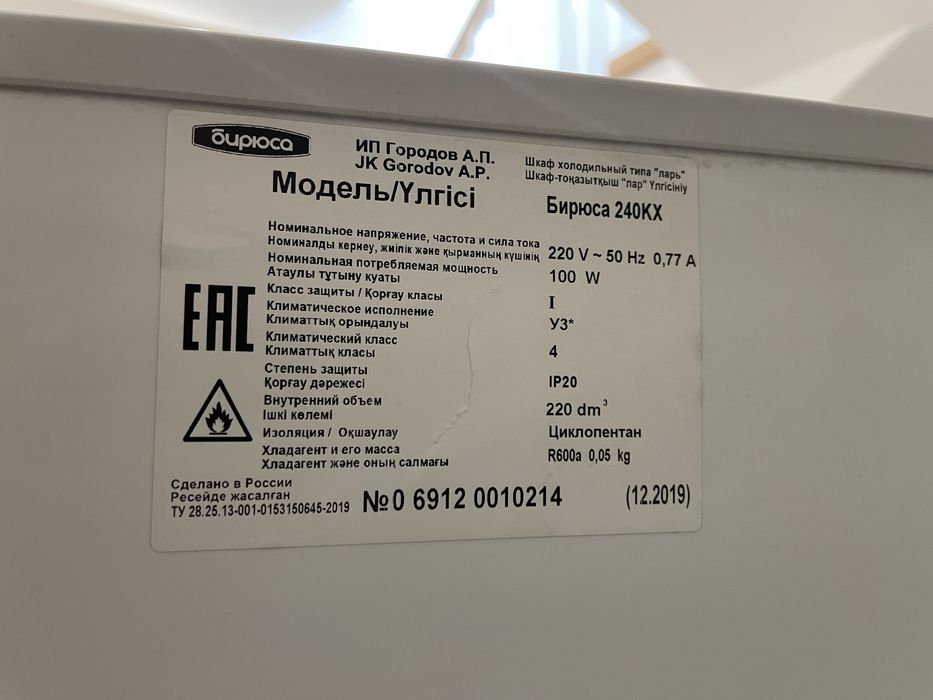 бирюса
ИП Городов А.П.
JK Gorodov A.P.
Шкаф холодильный типа "ларь"
Шкаф-тоңазытқыш "лар" Үлгісініу
Модель/Үлгісі
Бирюса 240КХ
Номинальное напряжение, частота и сила тока
Номиналды кернеу, жиілік және қырманның күшінің
220 V ~ 50 Hz 0,77 А
Номинальная потребляемая мощность
Атаулы тұтыну куаты
100 W
Класс защиты / Қорғау класы
I
Климатическое исполнение
Климаттық орындалуы
У3*
Климатический класс
Климаттық класы
4
Степень защиты
Қорғау дәрежесі
IP20
Внутренний объем
Ішкі көлемі
220 dm³
Изоляция / Оқшаулау
Циклопентан
Хладагент и его масса
Хладагент және оның салмағы
R600a 0,05 kg
EAC
Сделано в России
Ресейде жасалған
ТУ 28.25.13-001-0153150645-2019
№0 6912 0010214
(12.2019)